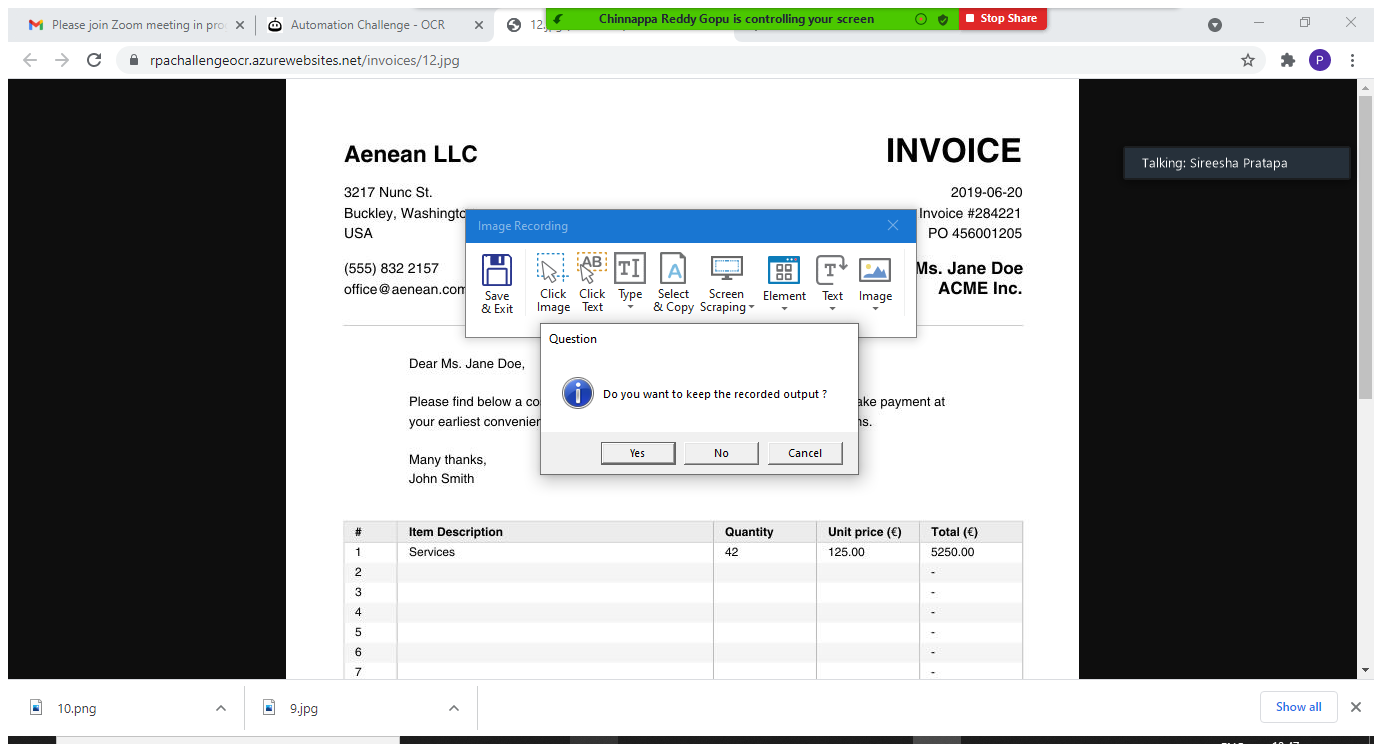 Please join Zoom meeting in pro
Automation Challenge - OCR
Chinnappa Reddy Gopu is controlling your screen
Stop Share
rpachallengeocr.azurewebsites.net/invoices/12.jpg
P
Talking: Sireesha Pratapa
Aenean LLC
INVOICE
3217 Nunc St.
2019-06-20
Buckley, Washingto
Invoice #284221
USA
PO 456001205
(555) 832 2157
Ms. Jane Doe
office@aenean.com
ACME Inc.
Image Recording
Save & Exit
Click Image
Click Text
Type
Select & Copy
Screen Scraping
Element
Text
Image
Question
Do you want to keep the recorded output ?
Yes No Cancel
Dear Ms. Jane Doe,
Please find below a co
ake payment at
your earliest convenien
ns.
Many thanks,
John Smith
# Item Description Quantity Unit price (€) Total (€)
1 Services 42 125.00 5250.00
2 -
3 -
4 -
5 -
6 -
7 -
10.png
9.jpg
Show all